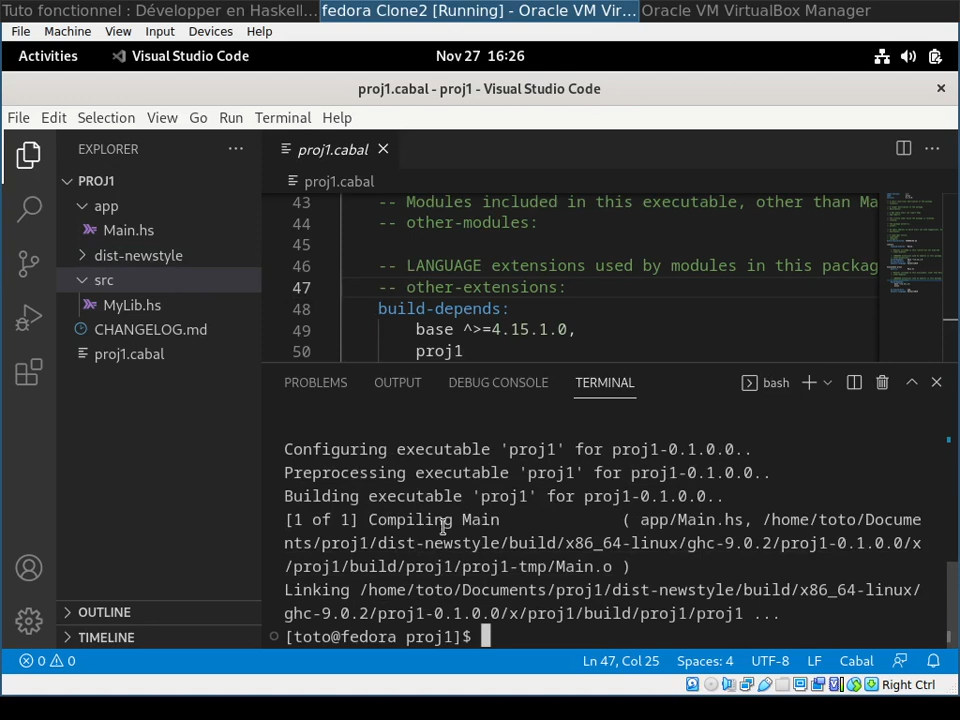 Tuto fonctionnel : Développer en Haskell... fedora Clone2 [Running] - Oracle VM Vir... Oracle VM VirtualBox Manager
File Machine View Input Devices Help
Activities Visual Studio Code Nov 27 16:26
proj1.cabal - proj1 - Visual Studio Code
File Edit Selection View Go Run Terminal Help
EXPLORER
PROJ1
app
Main.hs
dist-newstyle
src
MyLib.hs
CHANGELOG.md
proj1.cabal
OUTLINE
TIMELINE
proj1.cabal
proj1.cabal
43 -- Modules included in this executable, other than Ma
44 -- other-modules:
45
46 -- LANGUAGE extensions used by modules in this packag
47 -- other-extensions:
48 build-depends:
49 base ^>=4.15.1.0,
50 proj1
PROBLEMS OUTPUT DEBUG CONSOLE TERMINAL bash
Configuring executable 'proj1' for proj1-0.1.0.0..
Preprocessing executable 'proj1' for proj1-0.1.0.0..
Building executable 'proj1' for proj1-0.1.0.0..
[1 of 1] Compiling Main ( app/Main.hs, /home/toto/Docume
nts/proj1/dist-newstyle/build/x86_64-linux/ghc-9.0.2/proj1-0.1.0.0/x
/proj1/build/proj1/proj1-tmp/Main.o )
Linking /home/toto/Documents/proj1/dist-newstyle/build/x86_64-linux/
ghc-9.0.2/proj1-0.1.0.0/x/proj1/build/proj1/proj1 ...
[toto@fedora proj1]$
0 0 Ln 47, Col 25 Spaces: 4 UTF-8 LF Cabal
Right Ctrl